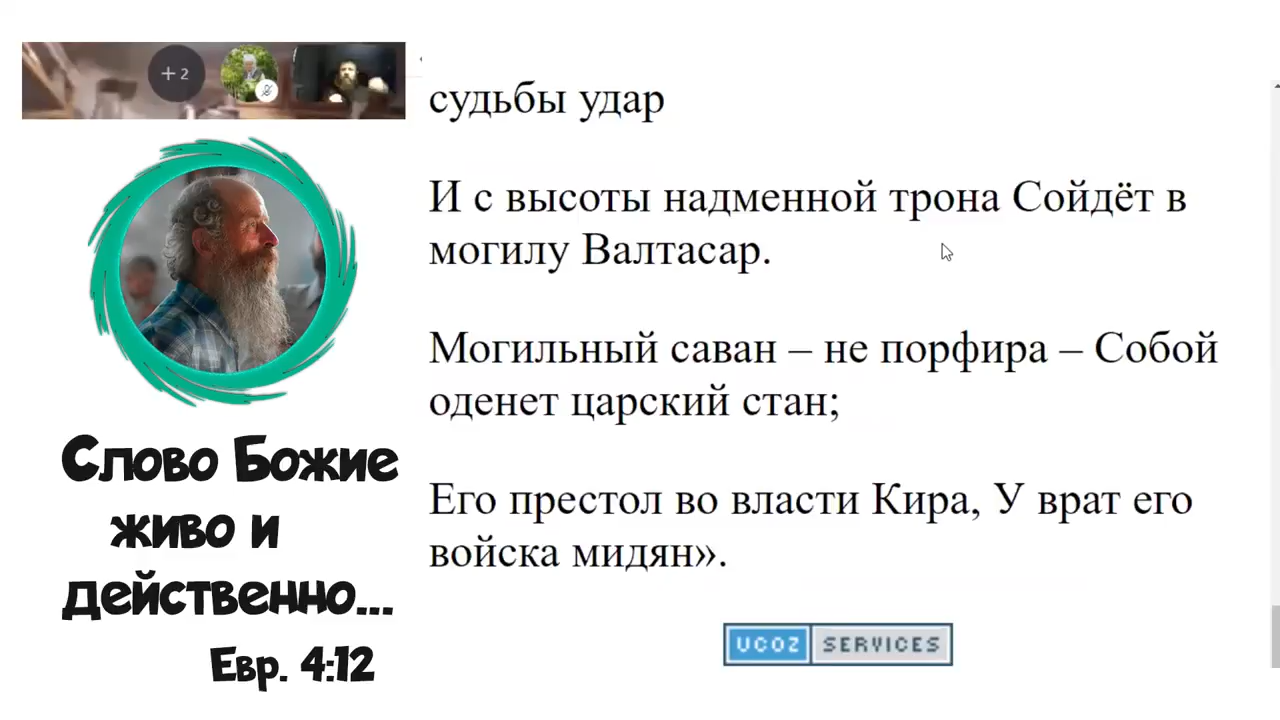 +2
судьбы удар
И с высоты надменной трона Сойдёт в
могилу Валтасар.
Могильный саван – не порфира – Собой
оденет царский стан;
Его престол во власти Кира, У врат его
войска мидян».
UCOZ SERVICES
Слово Божие
живо и
действенно...
Евр. 4:12